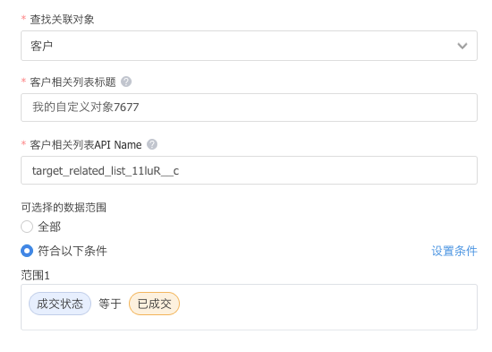 * 查找关联对象
客户
* 客户相关列表标题 ?
我的自定义对象7677
* 客户相关列表API Name ?
target_related_list_11luR__c
可选择的数据范围
全部
符合以下条件 设置条件
范围1
成交状态 等于 已成交